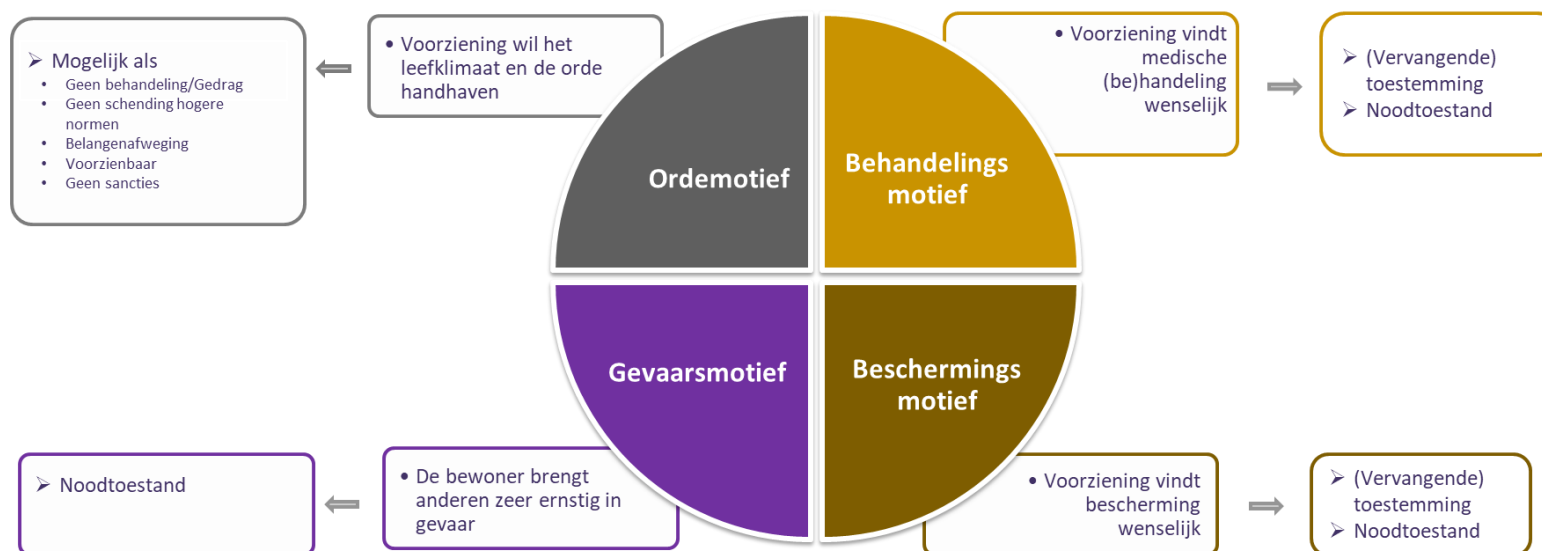 ➢ Mogelijk als
• Geen behandeling/Gedrag
• Geen schending hogere
normen
• Belangenafweging
• Voorzienbaar
• Geen sancties
• Voorziening wil het
leefklimaat en de orde
handhaven
Ordemotief
Behandelings
motief
• Voorziening vindt
medische
(be)handeling
wenselijk
➢ (Vervangende)
toestemming
➢ Noodtoestand
➢ Noodtoestand
• De bewoner brengt
anderen zeer ernstig in
gevaar
Gevaarsmotief
Beschermings
motief
• Voorziening vindt
bescherming
wenselijk
➢ (Vervangende)
toestemming
➢ Noodtoestand